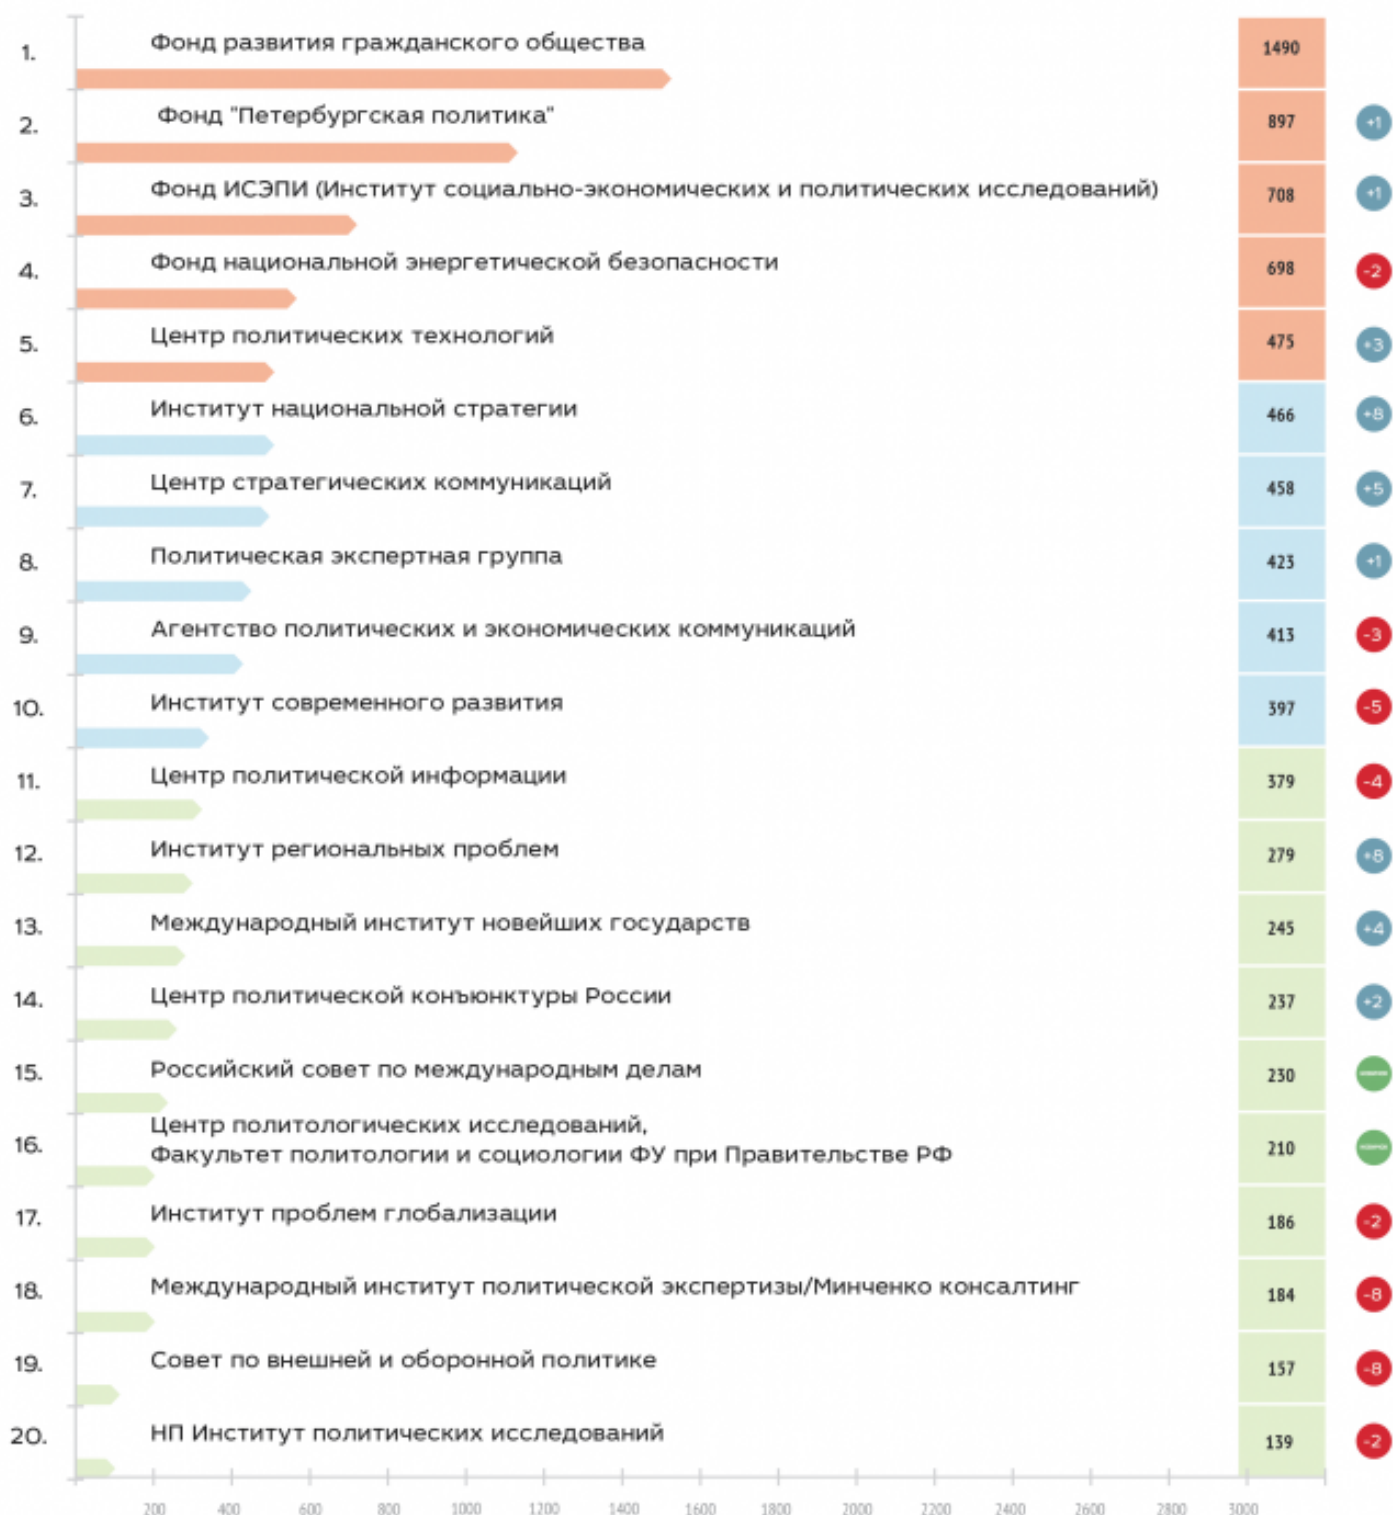 1. Фонд развития гражданского общества 1490
2. Фонд "Петербургская политика" 897 +1
3. Фонд ИСЭПИ (Институт социально-экономических и политических исследований) 708 +1
4. Фонд национальной энергетической безопасности 698 -2
5. Центр политических технологий 475 +3
6. Институт национальной стратегии 466 +8
7. Центр стратегических коммуникаций 458 +5
8. Политическая экспертная группа 423 +1
9. Агентство политических и экономических коммуникаций 413 -3
10. Институт современного развития 397 -5
11. Центр политической информации 379 -4
12. Институт региональных проблем 279 +8
13. Международный институт новейших государств 245 +4
14. Центр политической конъюнктуры России 237 +2
15. Российский совет по международным делам 230
16. Центр политологических исследований,
Факультет политологии и социологии ФУ при Правительстве РФ 210
17. Институт проблем глобализации 186 -2
18. Международный институт политической экспертизы/Минченко консалтинг 184 -8
19. Совет по внешней и оборонной политике 157 -8
20. НП Институт политических исследований 139 -2
200 400 600 800 1000 1200 1400 1600 1800 2000 2200 2400 2600 2800 3000